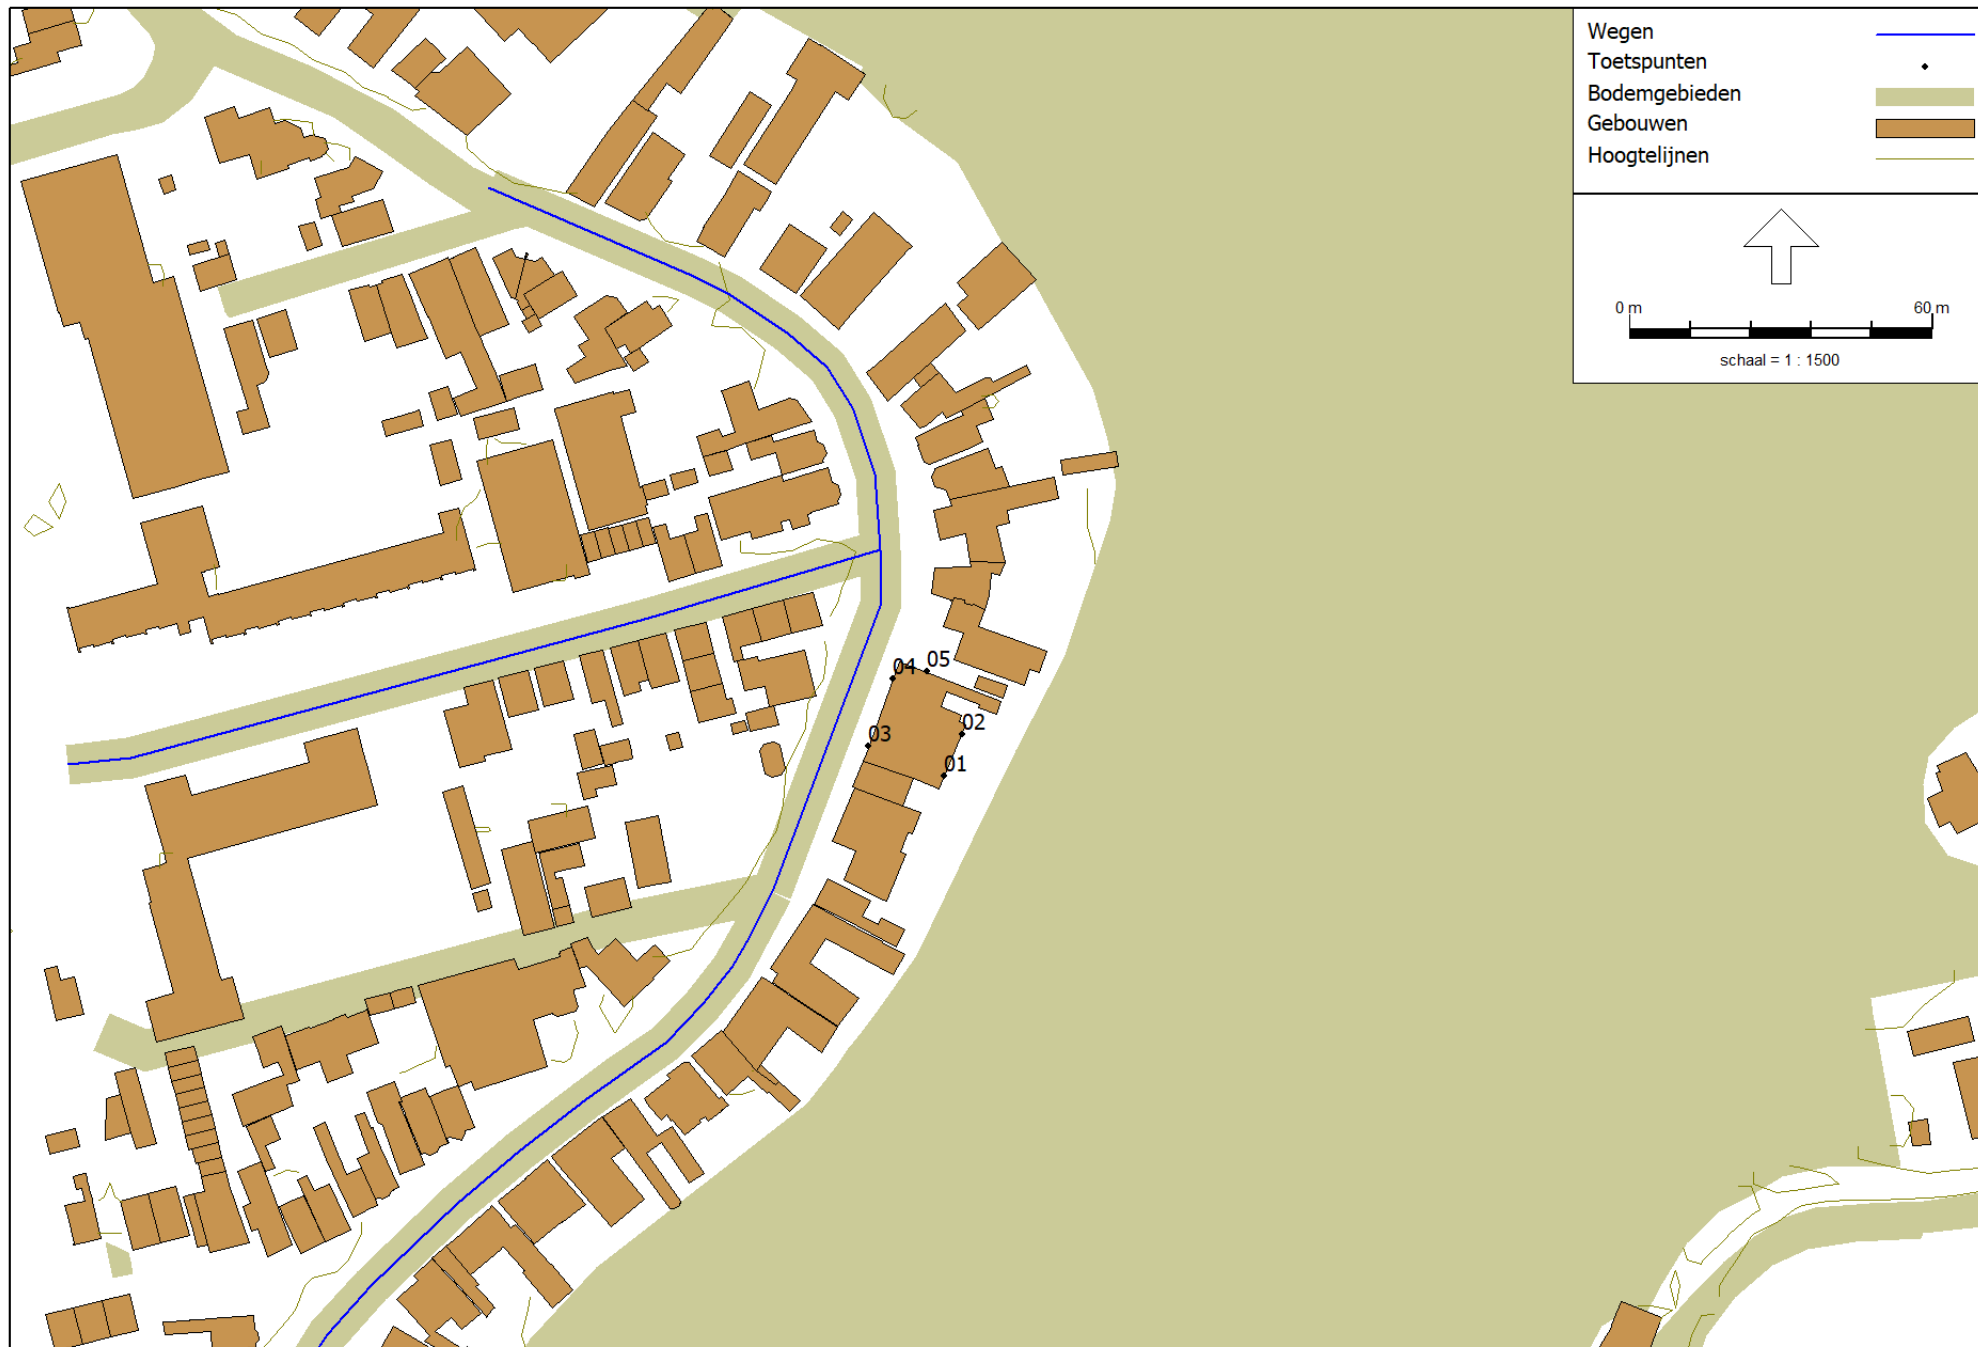 Wegen
Toetspunten
Bodemgebieden
Gebouwen
Hoogtelijnen
0 m 60 m
schaal = 1 : 1500
04 05
02
03
01